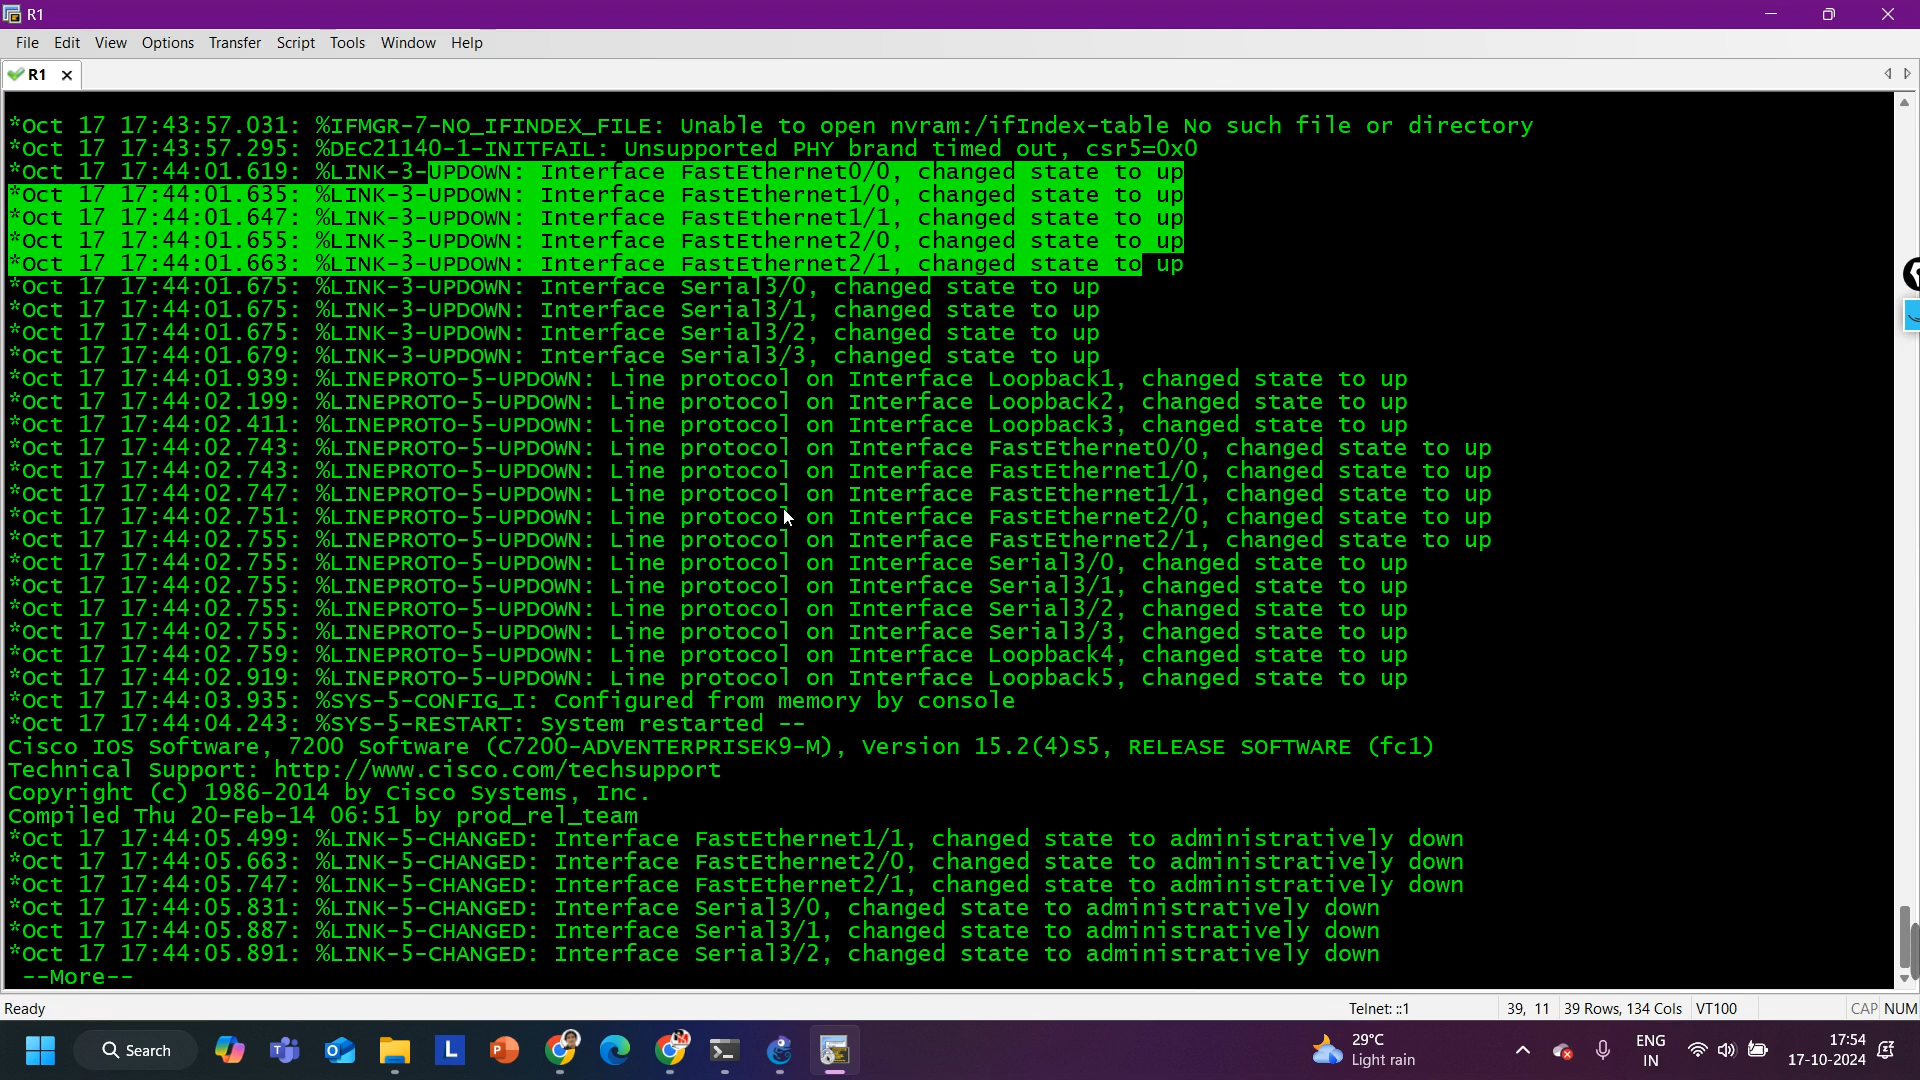 R1
File Edit View Options Transfer Script Tools Window Help
R1
*Oct 17 17:43:57.031: %IFMGR-7-NO_IFINDEX_FILE: Unable to open nvram:/ifIndex-table No such file or directory
*Oct 17 17:43:57.295: %DEC21140-1-INITFAIL: Unsupported PHY brand timed out, csr5=0x0
*Oct 17 17:44:01.619: %LINK-3-UPDOWN: Interface FastEthernet0/0, changed state to up
*Oct 17 17:44:01.635: %LINK-3-UPDOWN: Interface FastEthernet1/0, changed state to up
*Oct 17 17:44:01.647: %LINK-3-UPDOWN: Interface FastEthernet1/1, changed state to up
*Oct 17 17:44:01.655: %LINK-3-UPDOWN: Interface FastEthernet2/0, changed state to up
*Oct 17 17:44:01.663: %LINK-3-UPDOWN: Interface FastEthernet2/1, changed state to up
*Oct 17 17:44:01.675: %LINK-3-UPDOWN: Interface Serial3/0, changed state to up
*Oct 17 17:44:01.675: %LINK-3-UPDOWN: Interface Serial3/1, changed state to up
*Oct 17 17:44:01.675: %LINK-3-UPDOWN: Interface Serial3/2, changed state to up
*Oct 17 17:44:01.679: %LINK-3-UPDOWN: Interface Serial3/3, changed state to up
*Oct 17 17:44:01.939: %LINEPROTO-5-UPDOWN: Line protocol on Interface Loopback1, changed state to up
*Oct 17 17:44:02.199: %LINEPROTO-5-UPDOWN: Line protocol on Interface Loopback2, changed state to up
*Oct 17 17:44:02.411: %LINEPROTO-5-UPDOWN: Line protocol on Interface Loopback3, changed state to up
*Oct 17 17:44:02.743: %LINEPROTO-5-UPDOWN: Line protocol on Interface FastEthernet0/0, changed state to up
*Oct 17 17:44:02.743: %LINEPROTO-5-UPDOWN: Line protocol on Interface FastEthernet1/0, changed state to up
*Oct 17 17:44:02.747: %LINEPROTO-5-UPDOWN: Line protocol on Interface FastEthernet1/1, changed state to up
*Oct 17 17:44:02.751: %LINEPROTO-5-UPDOWN: Line protocol on Interface FastEthernet2/0, changed state to up
*Oct 17 17:44:02.755: %LINEPROTO-5-UPDOWN: Line protocol on Interface FastEthernet2/1, changed state to up
*Oct 17 17:44:02.755: %LINEPROTO-5-UPDOWN: Line protocol on Interface Serial3/0, changed state to up
*Oct 17 17:44:02.755: %LINEPROTO-5-UPDOWN: Line protocol on Interface Serial3/1, changed state to up
*Oct 17 17:44:02.755: %LINEPROTO-5-UPDOWN: Line protocol on Interface Serial3/2, changed state to up
*Oct 17 17:44:02.755: %LINEPROTO-5-UPDOWN: Line protocol on Interface Serial3/3, changed state to up
*Oct 17 17:44:02.759: %LINEPROTO-5-UPDOWN: Line protocol on Interface Loopback4, changed state to up
*Oct 17 17:44:02.919: %LINEPROTO-5-UPDOWN: Line protocol on Interface Loopback5, changed state to up
*Oct 17 17:44:03.935: %SYS-5-CONFIG_I: Configured from memory by console
*Oct 17 17:44:04.243: %SYS-5-RESTART: System restarted --
Cisco IOS Software, 7200 Software (C7200-ADVENTERPRISEK9-M), Version 15.2(4)S5, RELEASE SOFTWARE (fc1)
Technical Support: http://www.cisco.com/techsupport
Copyright (c) 1986-2014 by Cisco Systems, Inc.
Compiled Thu 20-Feb-14 06:51 by prod_rel_team
*Oct 17 17:44:05.499: %LINK-5-CHANGED: Interface FastEthernet1/1, changed state to administratively down
*Oct 17 17:44:05.663: %LINK-5-CHANGED: Interface FastEthernet2/0, changed state to administratively down
*Oct 17 17:44:05.747: %LINK-5-CHANGED: Interface FastEthernet2/1, changed state to administratively down
*Oct 17 17:44:05.831: %LINK-5-CHANGED: Interface Serial3/0, changed state to administratively down
*Oct 17 17:44:05.887: %LINK-5-CHANGED: Interface Serial3/1, changed state to administratively down
*Oct 17 17:44:05.891: %LINK-5-CHANGED: Interface Serial3/2, changed state to administratively down
--More--
Ready Telnet: ::1 39, 11 39 Rows, 134 Cols VT100 CAP NUM
Search L 29°C ENG 17:54
Light rain IN 17-10-2024